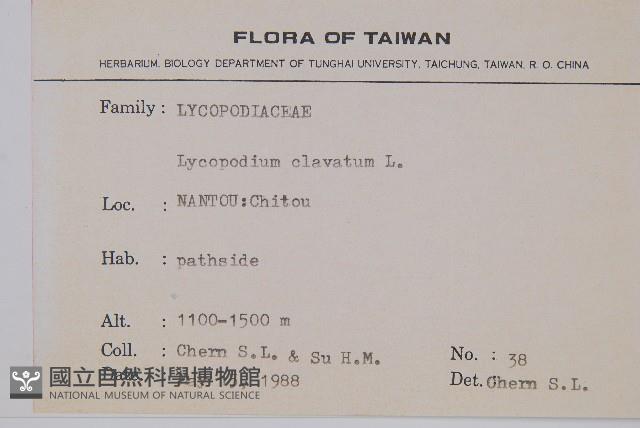 FLORA OF TAIWAN
HERBARIUM, BIOLOGY DEPARTMENT OF TUNGHAI UNIVERSITY, TAICHUNG, TAIWAN, R. O. CHINA
Family : LYCOPODIACEAE
Lycopodium clavatum L.
Loc. : NANTOU:Chitou
Hab. : pathside
Alt. : 1100-1500 m
Coll. : Chern S.L. & Su H.M. No. : 38
1988 Det. Chern S.L.
國立自然科學博物館
NATIONAL MUSEUM OF NATURAL SCIENCE